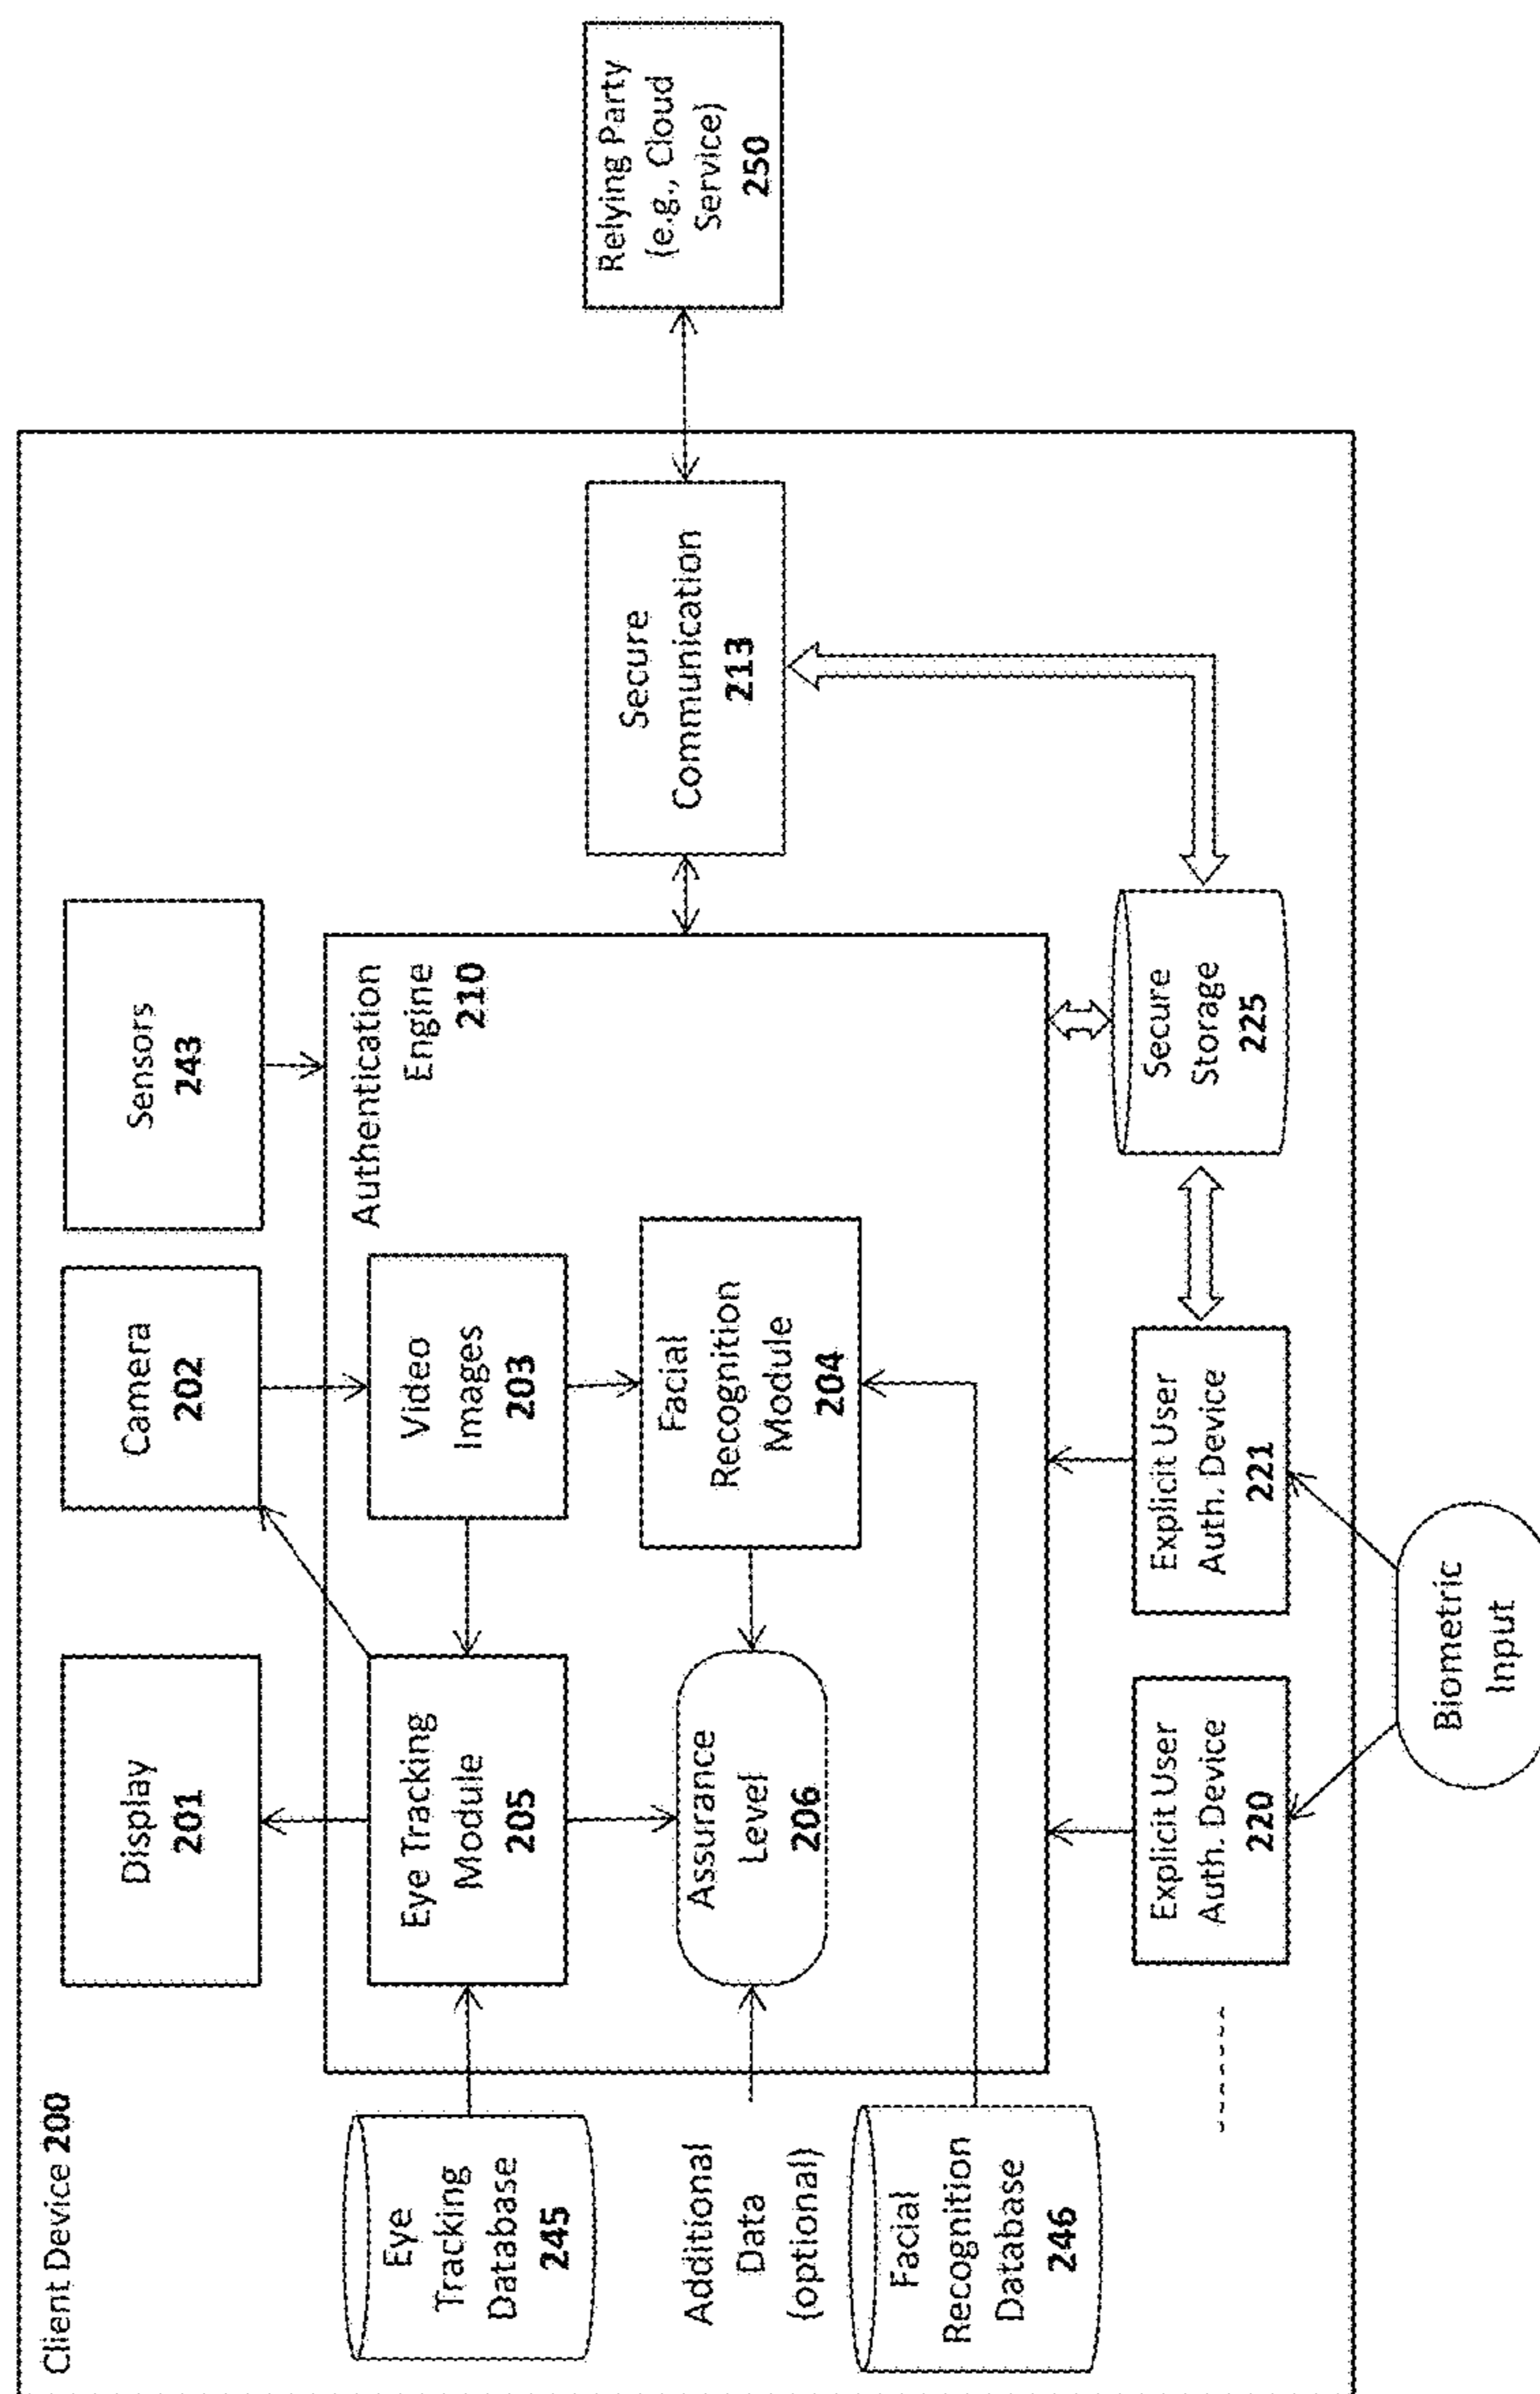 Client Device 200
Display
201
Camera
202
Sensors
243
Eye
Tracking
Database
245
Eye Tracking
Module
205
Video
Images
203
Authentication
Engine
210
Additional
Data
(optional)
Assurance
Level
206
Facial
Recognition
Module
204
Secure
Communication
213
Relying Party
(e.g., Cloud
Service)
250
Facial
Recognition
Database
246
Explicit User
Auth. Device
220
Explicit User
Auth. Device
221
Secure
Storage
225
Biometric
Input